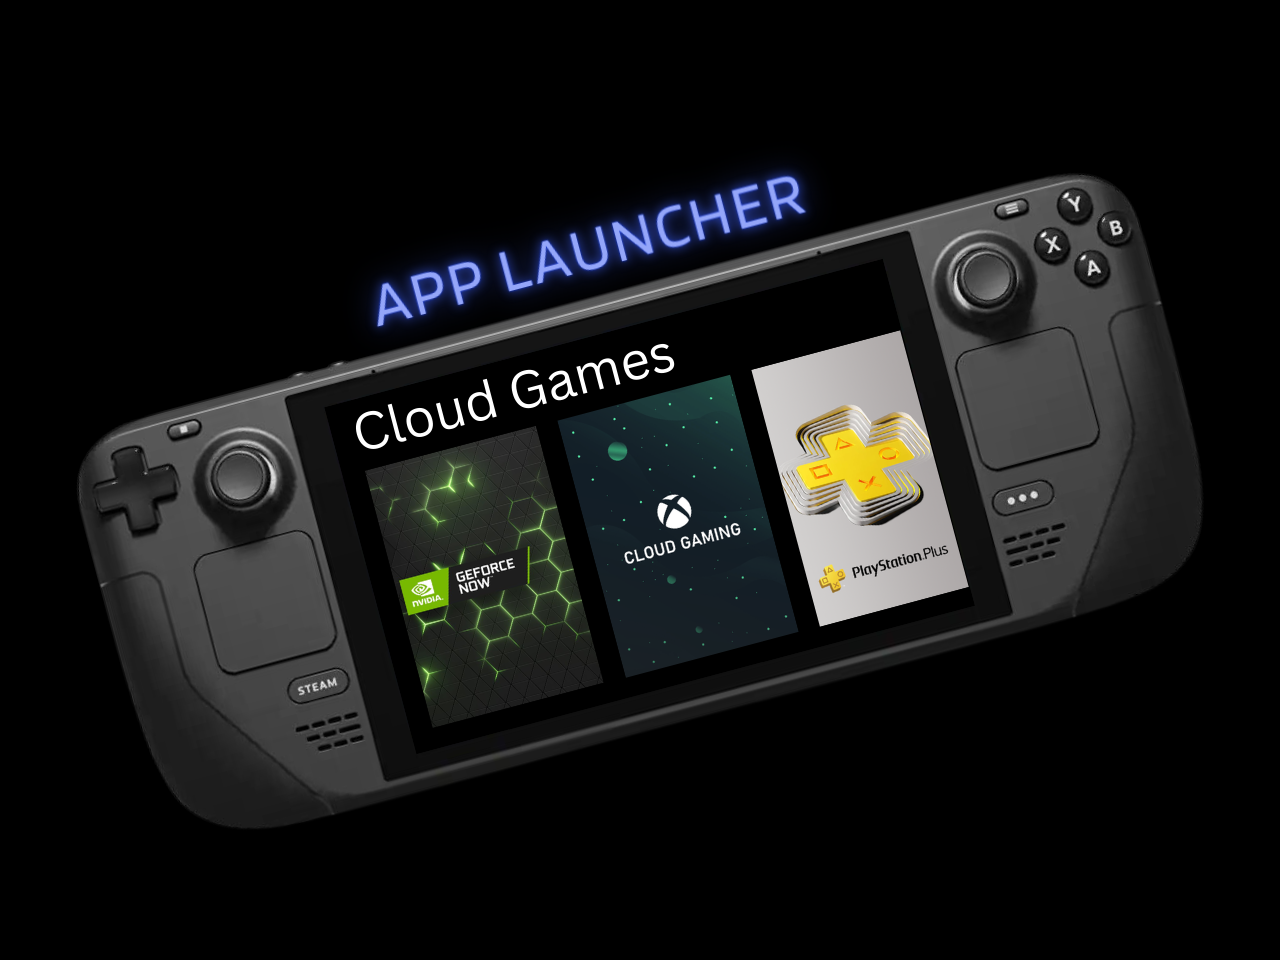 APP LAUNCHER
Cloud Games
NVIDIA.
GEFORCE
NOW
CLOUD GAMING
PlayStation.Plus
STEAM
Y
B
X
A